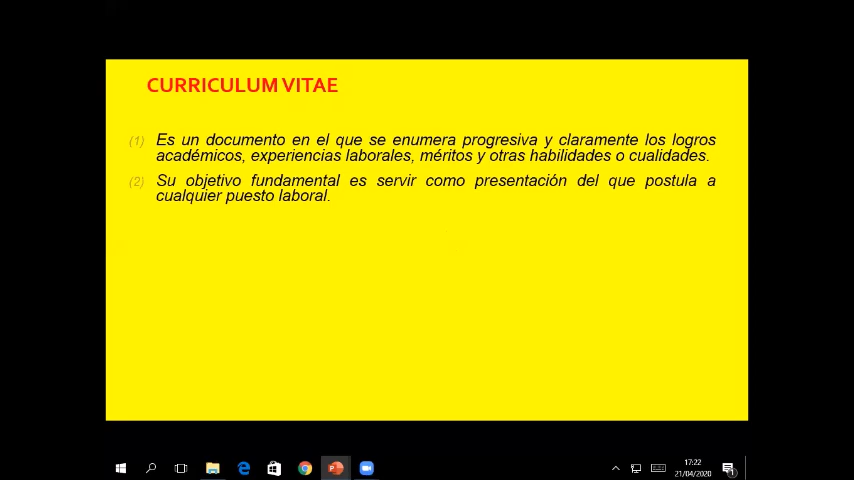 CURRICULUM VITAE
(1) Es un documento en el que se enumera progresiva y claramente los logros
académicos, experiencias laborales, méritos y otras habilidades o cualidades.
(2) Su objetivo fundamental es servir como presentación del que postula a
cualquier puesto laboral.
17:22
21/04/2020